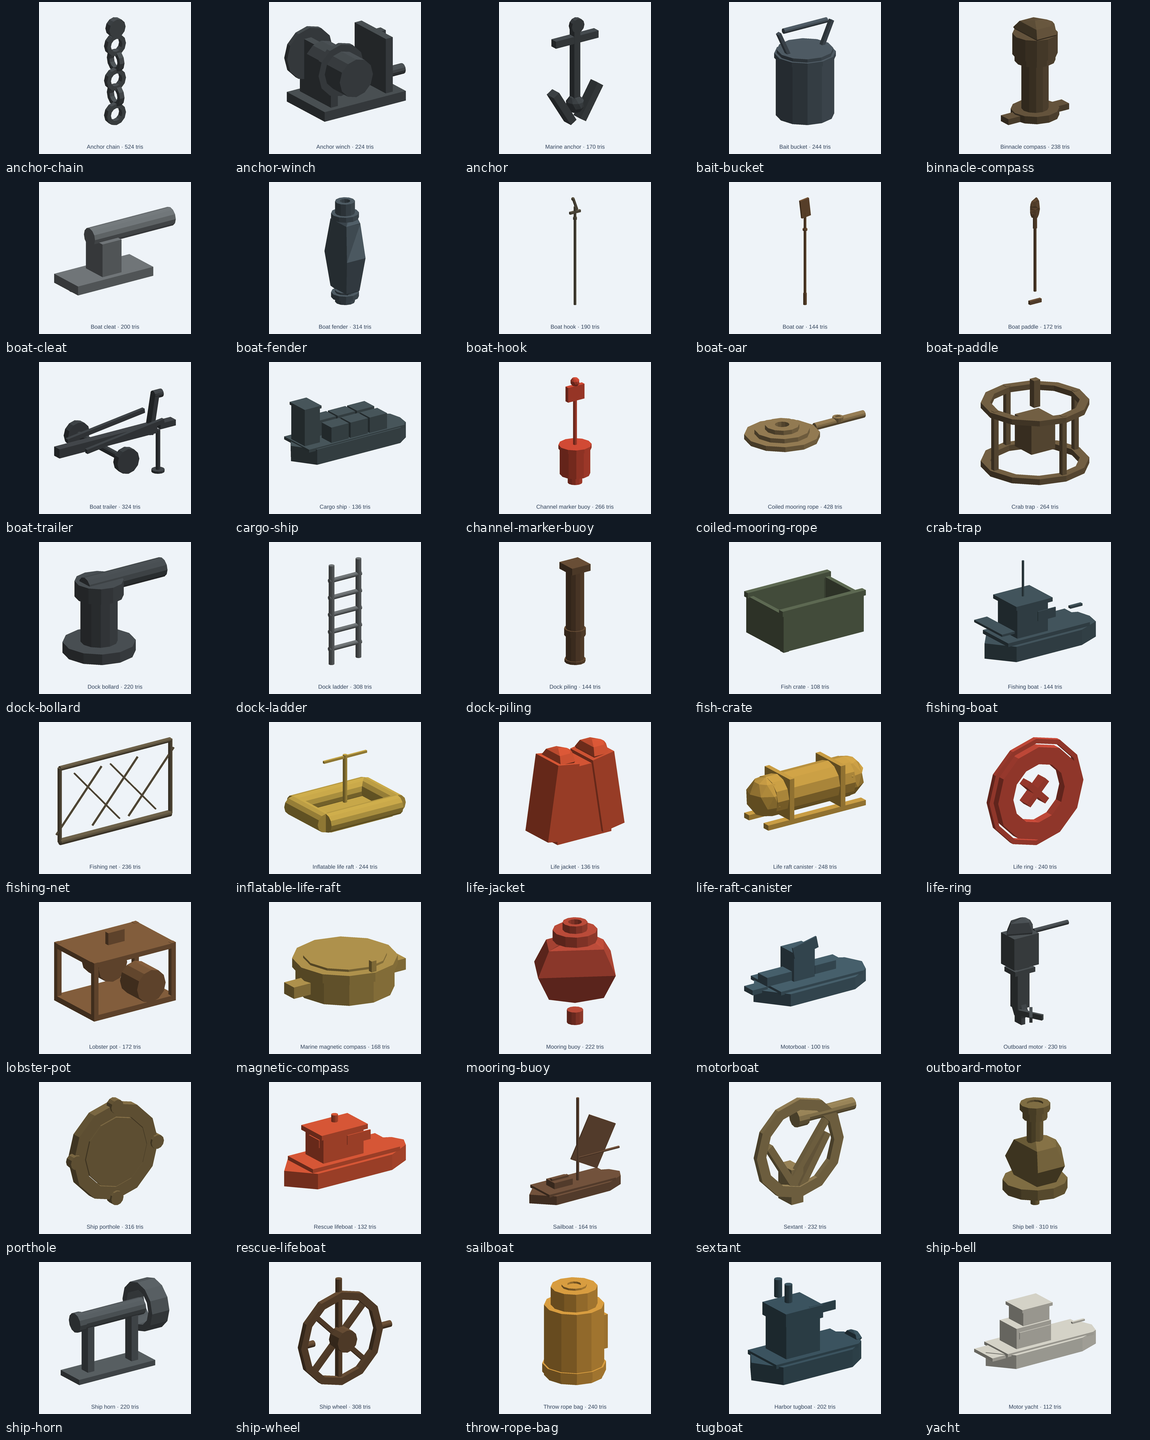 Anchor chain - 524 tris
Anchor winch - 224 tris
Marine anchor - 170 tris
Bait bucket - 244 tris
Binnacle compass - 238 tris
anchor-chain
anchor-winch
anchor
bait-bucket
binnacle-compass
Boat cleat - 200 tris
Boat fender - 314 tris
Boat hook - 190 tris
Boat oar - 144 tris
Boat paddle - 172 tris
boat-cleat
boat-fender
boat-hook
boat-oar
boat-paddle
Boat trailer - 324 tris
Cargo ship - 136 tris
Channel marker buoy - 266 tris
Coiled mooring rope - 428 tris
Crab trap - 264 tris
boat-trailer
cargo-ship
channel-marker-buoy
coiled-mooring-rope
crab-trap
Dock bollard - 220 tris
Dock ladder - 308 tris
Dock piling - 144 tris
Fish crate - 108 tris
Fishing boat - 144 tris
dock-bollard
dock-ladder
dock-piling
fish-crate
fishing-boat
Fishing net - 236 tris
Inflatable life raft - 244 tris
Life jacket - 136 tris
Life raft canister - 248 tris
Life ring - 240 tris
fishing-net
inflatable-life-raft
life-jacket
life-raft-canister
life-ring
Lobster pot - 172 tris
Marine magnetic compass - 168 tris
Mooring buoy - 222 tris
Motorboat - 100 tris
Outboard motor - 230 tris
lobster-pot
magnetic-compass
mooring-buoy
motorboat
outboard-motor
Ship porthole - 316 tris
Rescue lifeboat - 132 tris
Sailboat - 164 tris
Sextant - 232 tris
Ship bell - 310 tris
porthole
rescue-lifeboat
sailboat
sextant
ship-bell
Ship horn - 220 tris
Ship wheel - 308 tris
Throw rope bag - 240 tris
Harbor tugboat - 202 tris
Motor yacht - 112 tris
ship-horn
ship-wheel
throw-rope-bag
tugboat
yacht